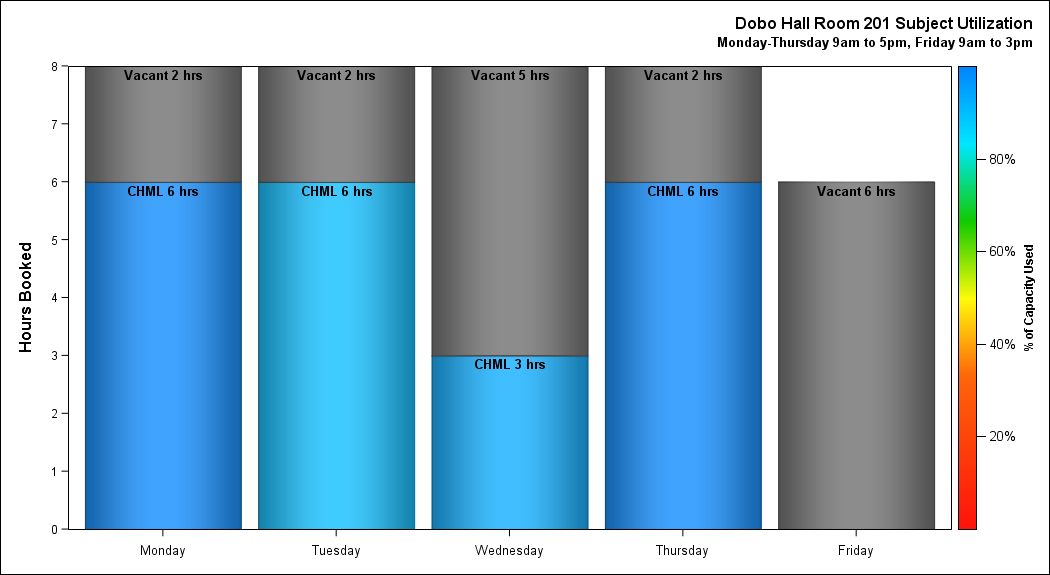 Dobo Hall Room 201 Subject Utilization
Monday-Thursday 9am to 5pm, Friday 9am to 3pm
Hours Booked
8
7
6
5
4
3
2
1
0
Vacant 2 hrs
CHML 6 hrs
Vacant 2 hrs
CHML 6 hrs
Vacant 5 hrs
CHML 3 hrs
Vacant 2 hrs
CHML 6 hrs
Vacant 6 hrs
Monday
Tuesday
Wednesday
Thursday
Friday
80%
60%
40%
20%
% of Capacity Used